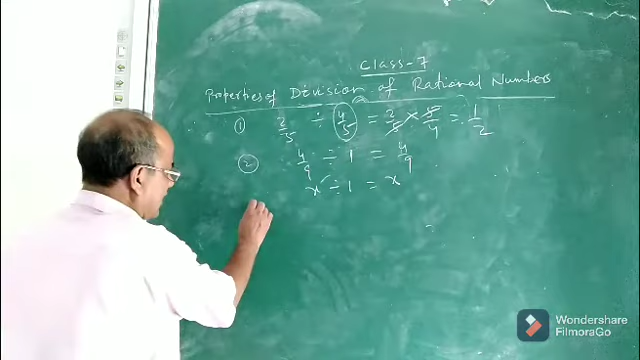 Class-7
Properties of Division of Rational Numbers
① 2/5 ÷ 4/5 = 2/5 × 5/4 = 1/2
② 4/9 ÷ 1 = 4/9
x ÷ 1 = x
Wondershare
FilmoraGo